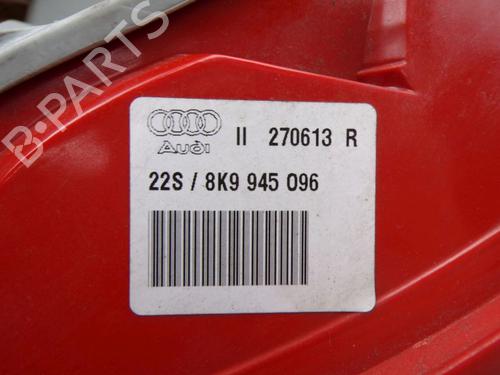 B-PARTS
II 270613 R
Audi
22S / 8K9 945 096